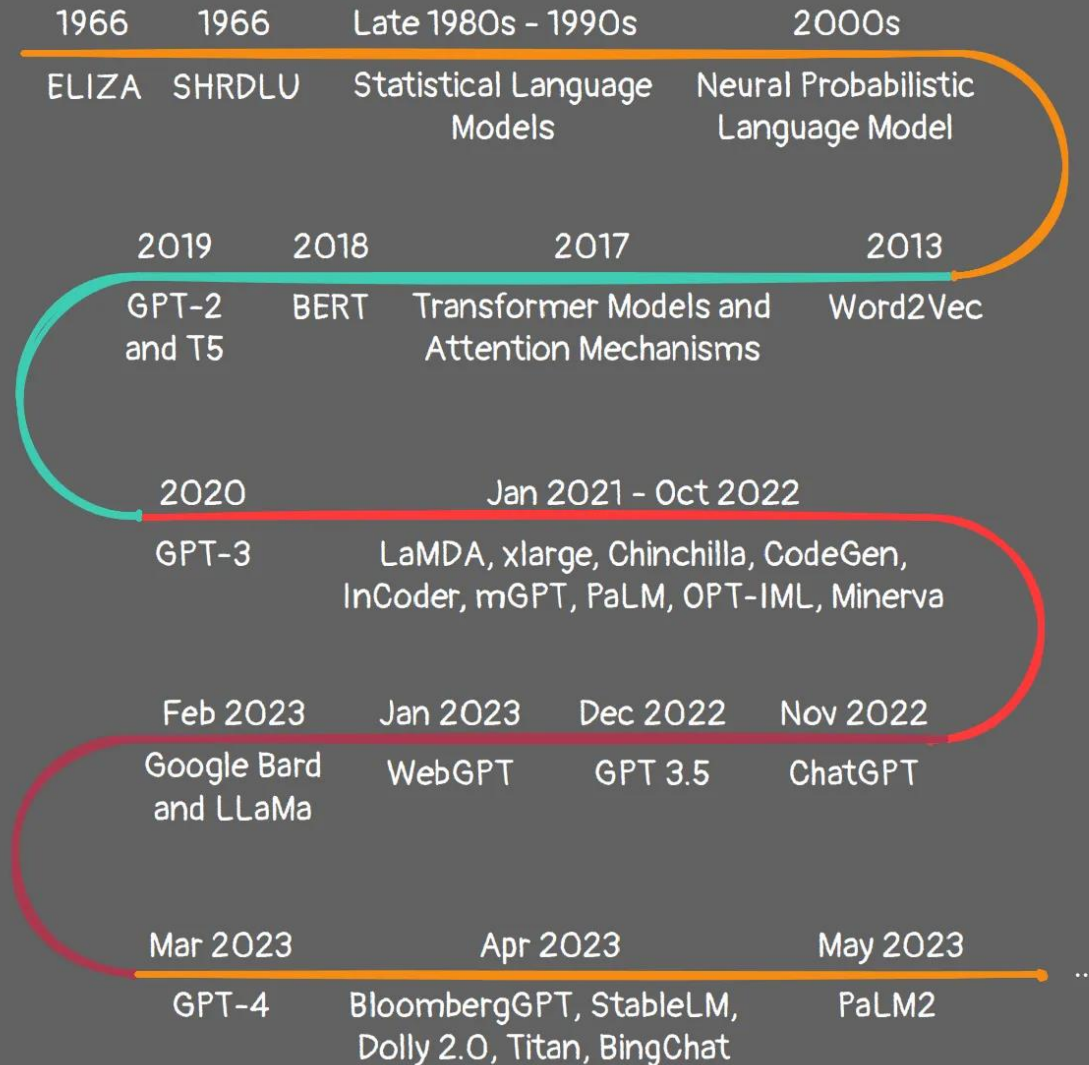 1966 1966 Late 1980s - 1990s 2000s
ELIZA SHRDLU Statistical Language Neural Probabilistic
Models Language Model
2019 2018 2017 2013
GPT-2 BERT Transformer Models and Word2Vec
and T5 Attention Mechanisms
2020 Jan 2021 - Oct 2022
GPT-3 LaMDA, xlarge, Chinchilla, CodeGen,
InCoder, mGPT, PaLM, OPT-IML, Minerva
Feb 2023 Jan 2023 Dec 2022 Nov 2022
Google Bard WebGPT GPT 3.5 ChatGPT
and LLaMa
Mar 2023 Apr 2023 May 2023
...
GPT-4 BloombergGPT, StableLM, PaLM2
Dolly 2.0, Titan, BingChat